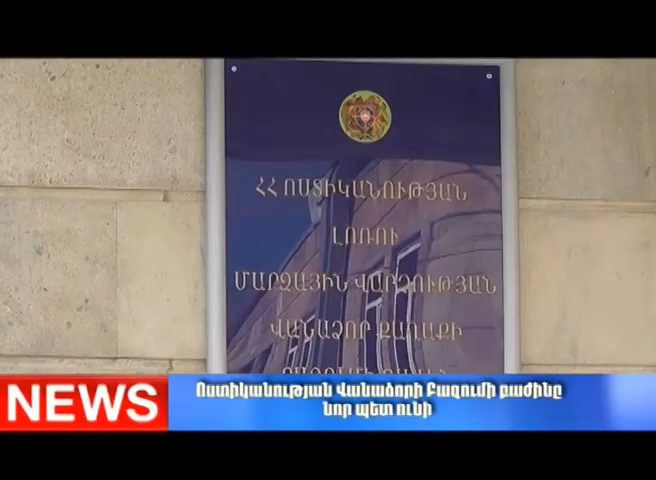 ՀՀ ՈՍՏԻԿԱՆՈՒԹՅԱՆ
ԼՈՌՈՒ
ՄԱՐԶԱՅԻՆ ՎԱՐՉՈՒԹՅԱՆ
ՎԱՆԱՁՈՐ ՔԱՂԱՔԻ
NEWS
Ոստիկանության Վանաձորի Բազումի բաժինը
նոր պետ ունի